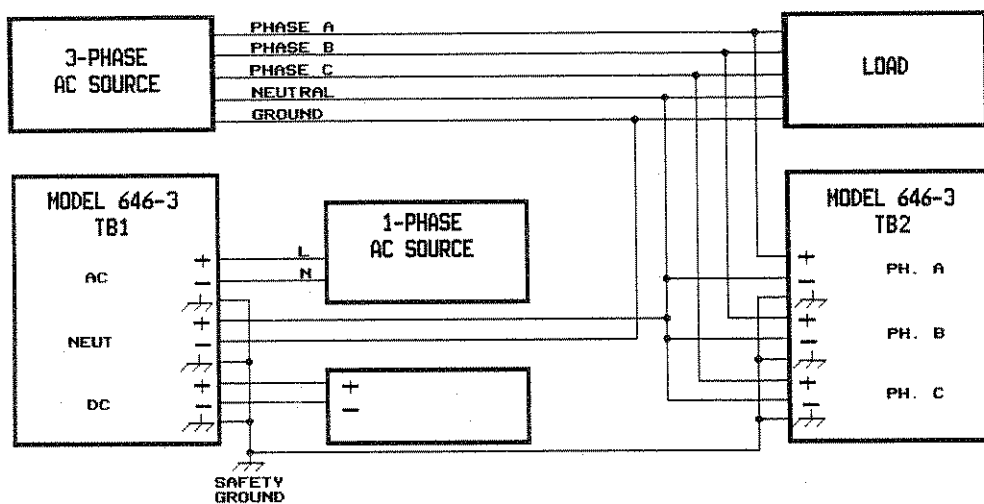 3-PHASE
AC SOURCE
PHASE A
PHASE B
PHASE C
NEUTRAL
GROUND
LOAD
MODEL 646-3
TB1
AC
+
-
NEUT
+
-
DC
+
-
1-PHASE
AC SOURCE
L
N
+
-
MODEL 646-3
TB2
+
-
PH. A
+
-
PH. B
+
-
PH. C
SAFETY
GROUND